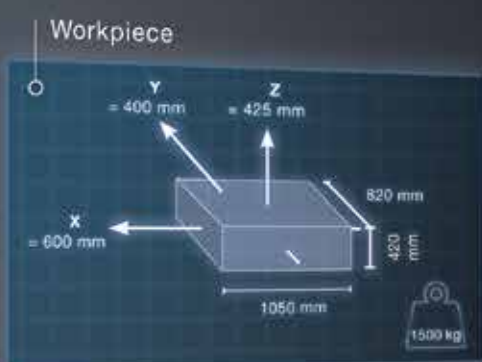 Workpiece
Y
= 400 mm
Z
= 425 mm
820 mm
X
= 600 mm
420
mm
1050 mm
1500 kg